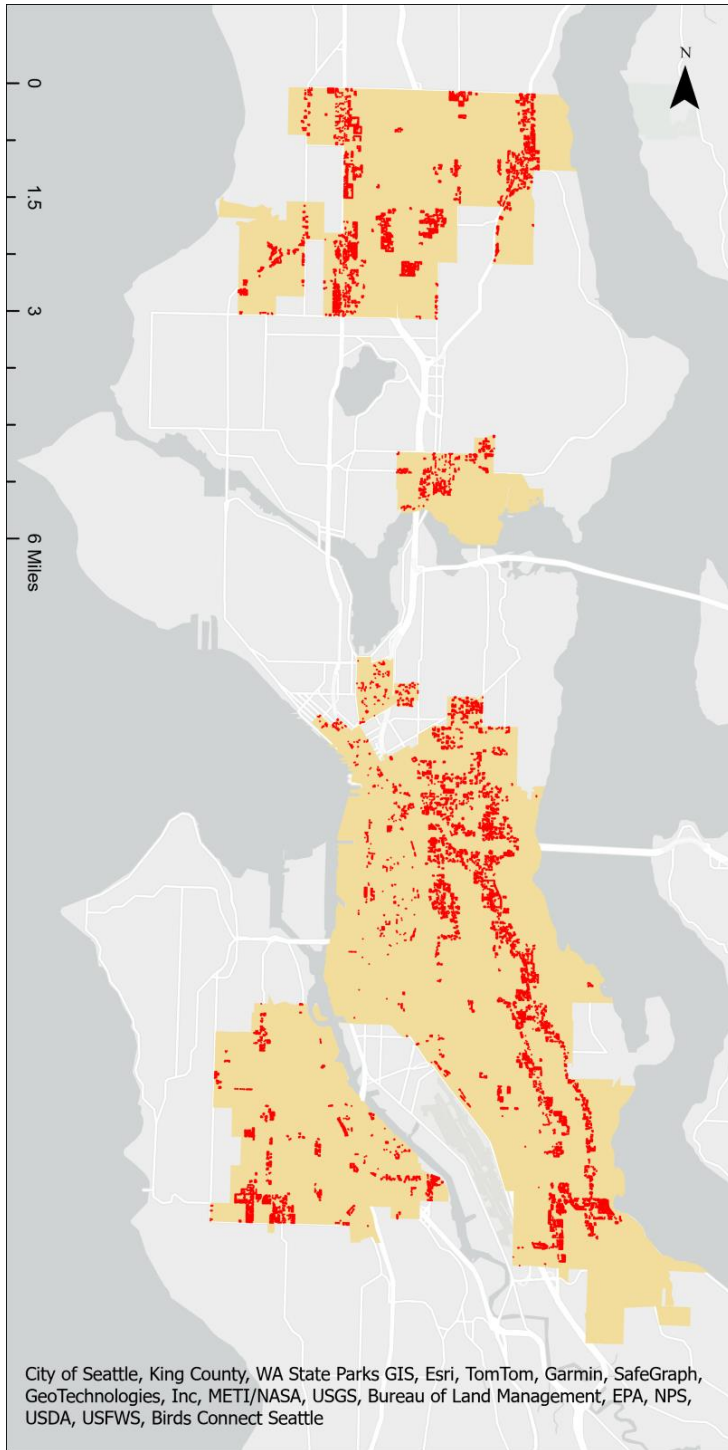 N
0
1.5
3
6 Miles
City of Seattle, King County, WA State Parks GIS, Esri, TomTom, Garmin, SafeGraph,
GeoTechnologies, Inc, METI/NASA, USGS, Bureau of Land Management, EPA, NPS,
USDA, USFWS, Birds Connect Seattle